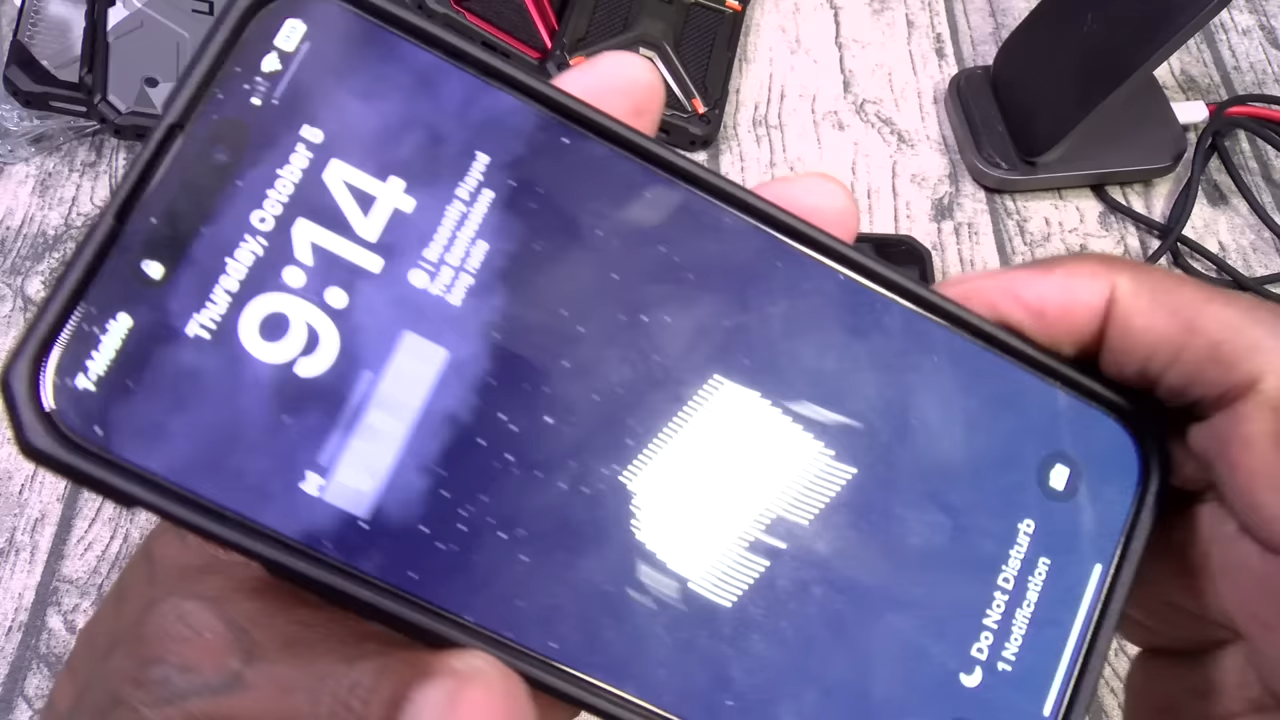 T-Mobile
Thursday, October 5
9:14
Recently Played
Do Not Disturb
1 Notification